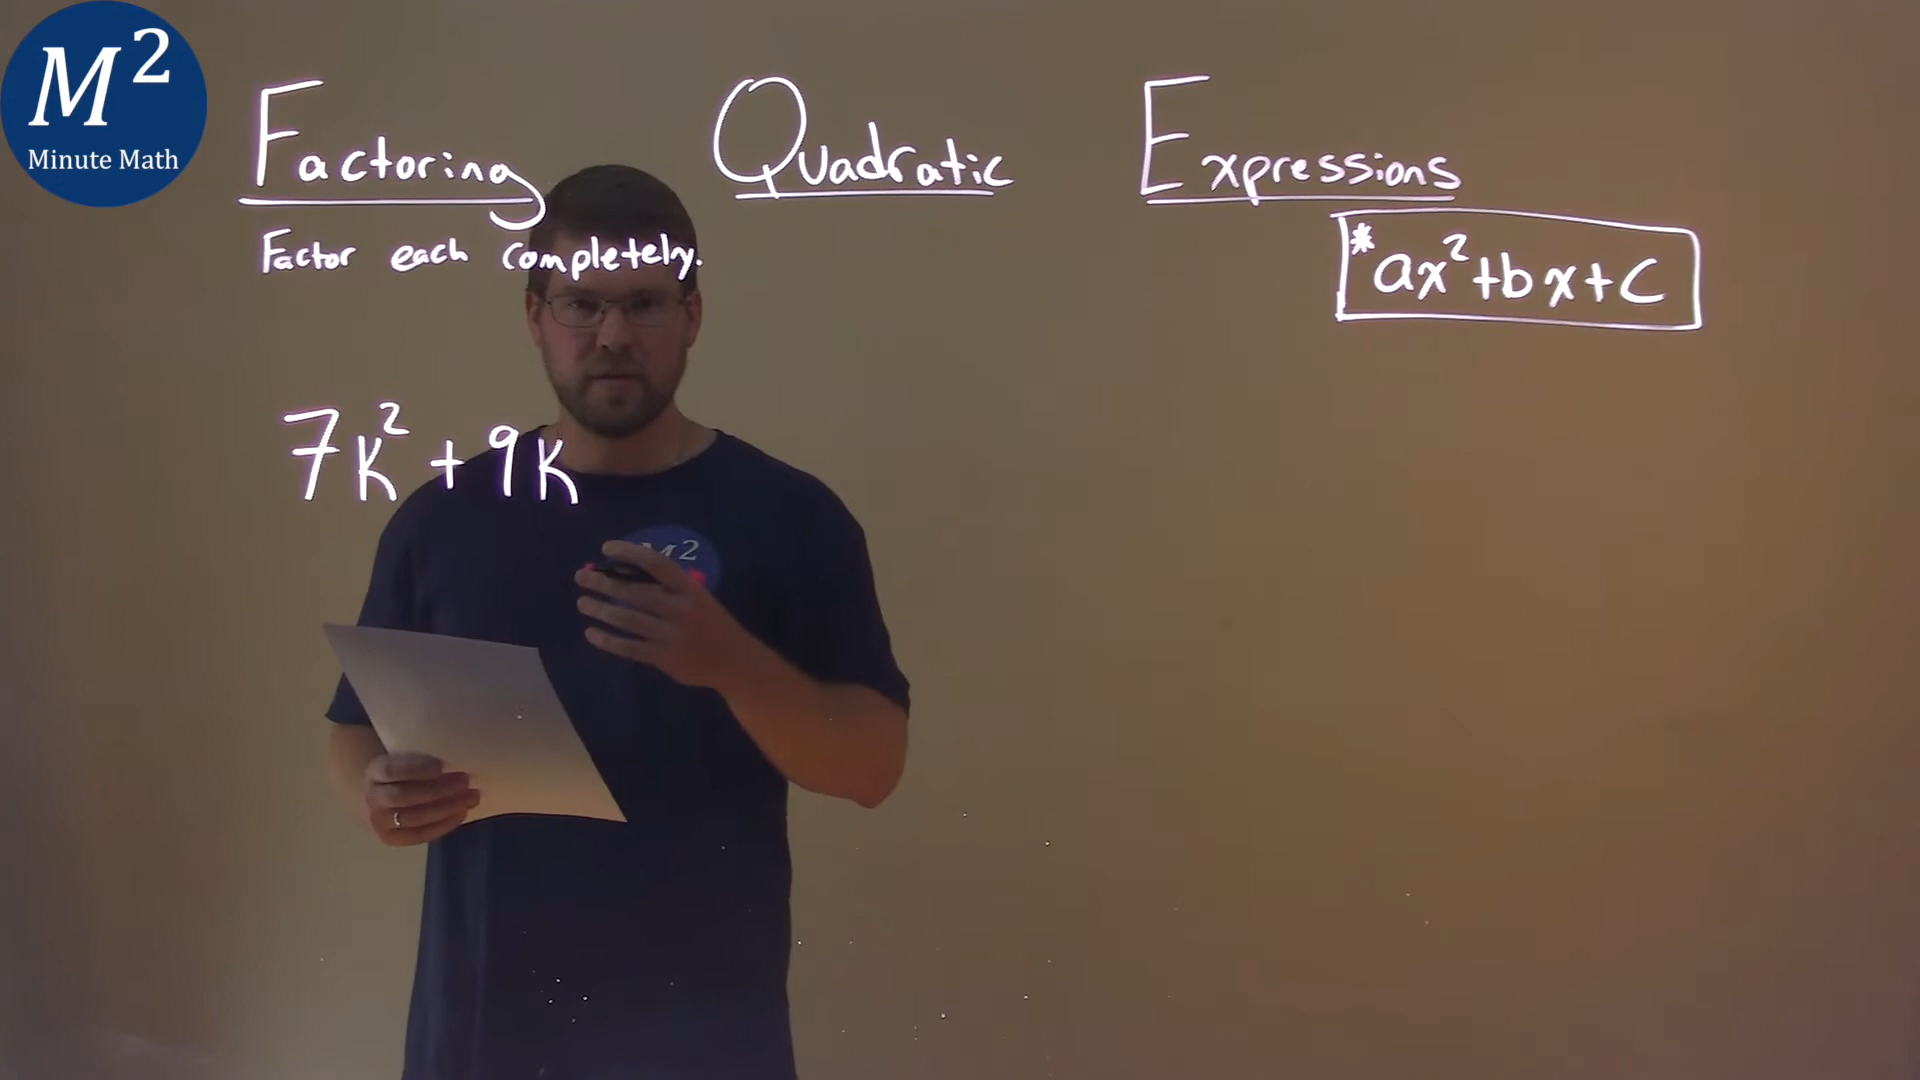 M²
Minute Math
Factoring Quadratic Expressions
Factor each completely.
*ax²+bx+c
7k²+9k
M²